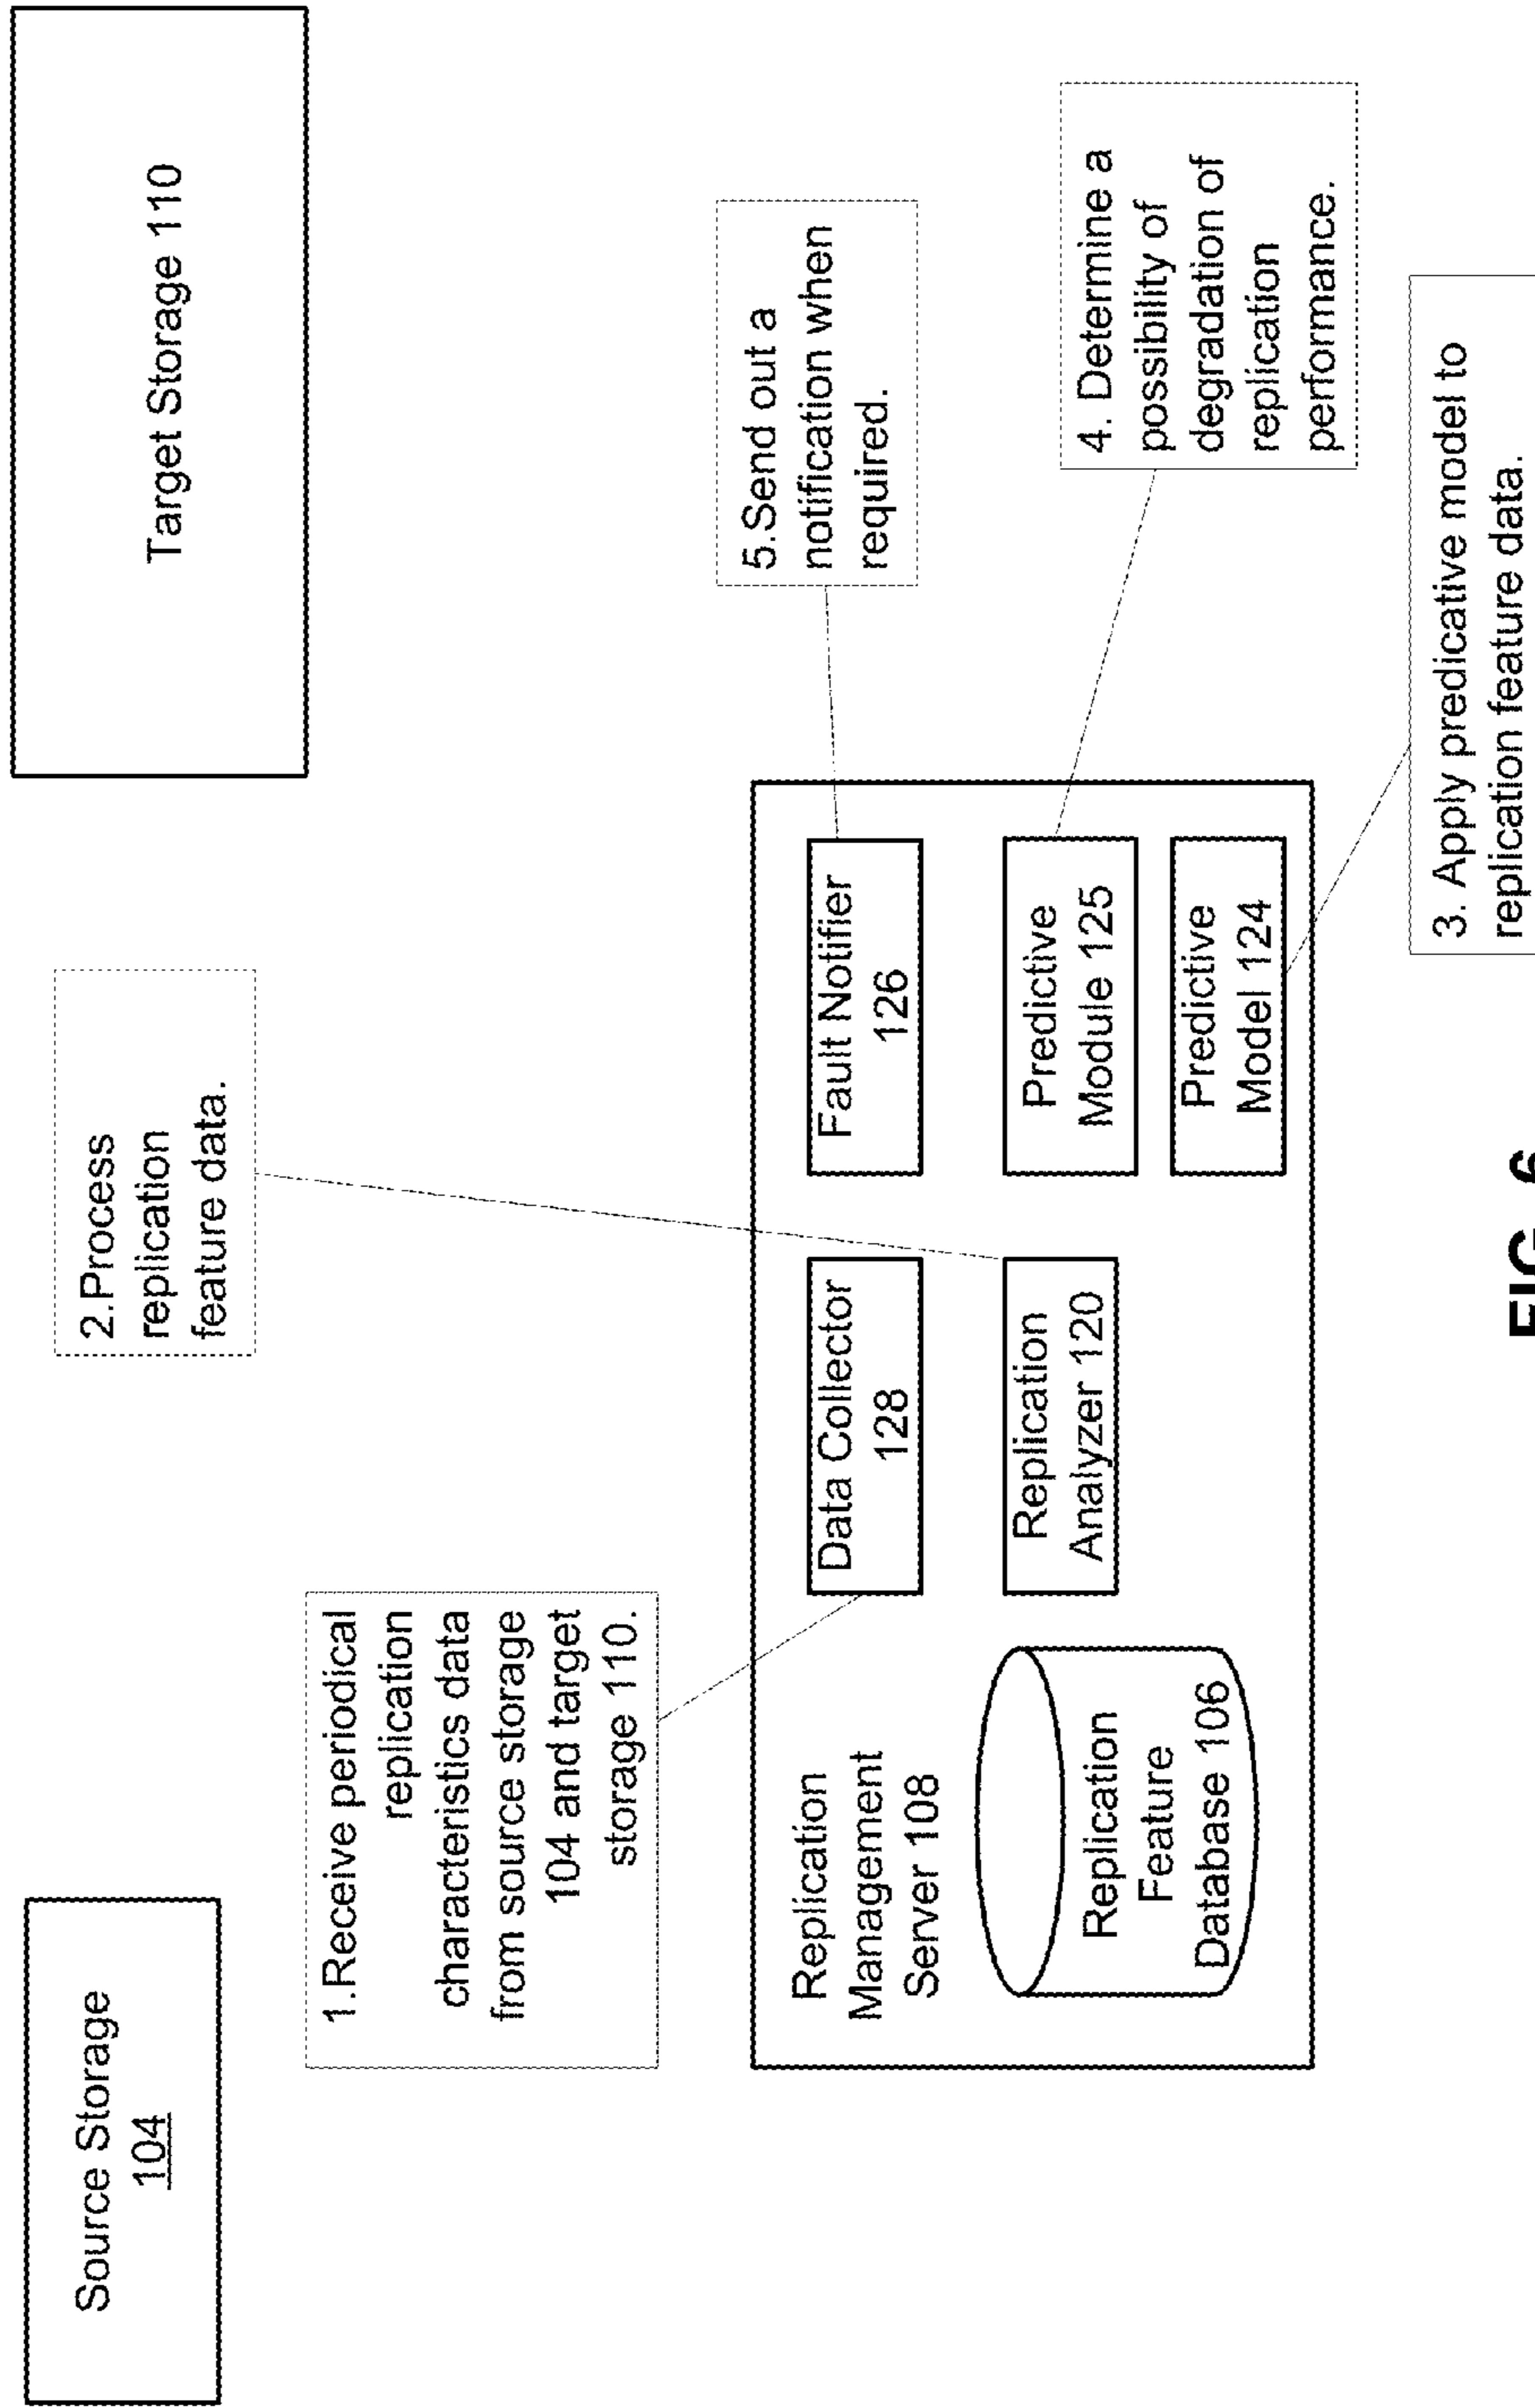 Source Storage
104
Target Storage 110
2.Process
replication
feature data.
1.Receive periodical
replication
characteristics data
from source storage
104 and target
storage 110.
5.Send out a
notification when
required.
4. Determine a
possibility of
degradation of
replication
performance.
Replication
Management
Server 108
Data Collector
128
Fault Notifier
126
Replication
Feature
Database 106
Replication
Analyzer 120
Predictive
Module 125
Predictive
Model 124
3. Apply predicative model to
replication feature data.
FIG. 6